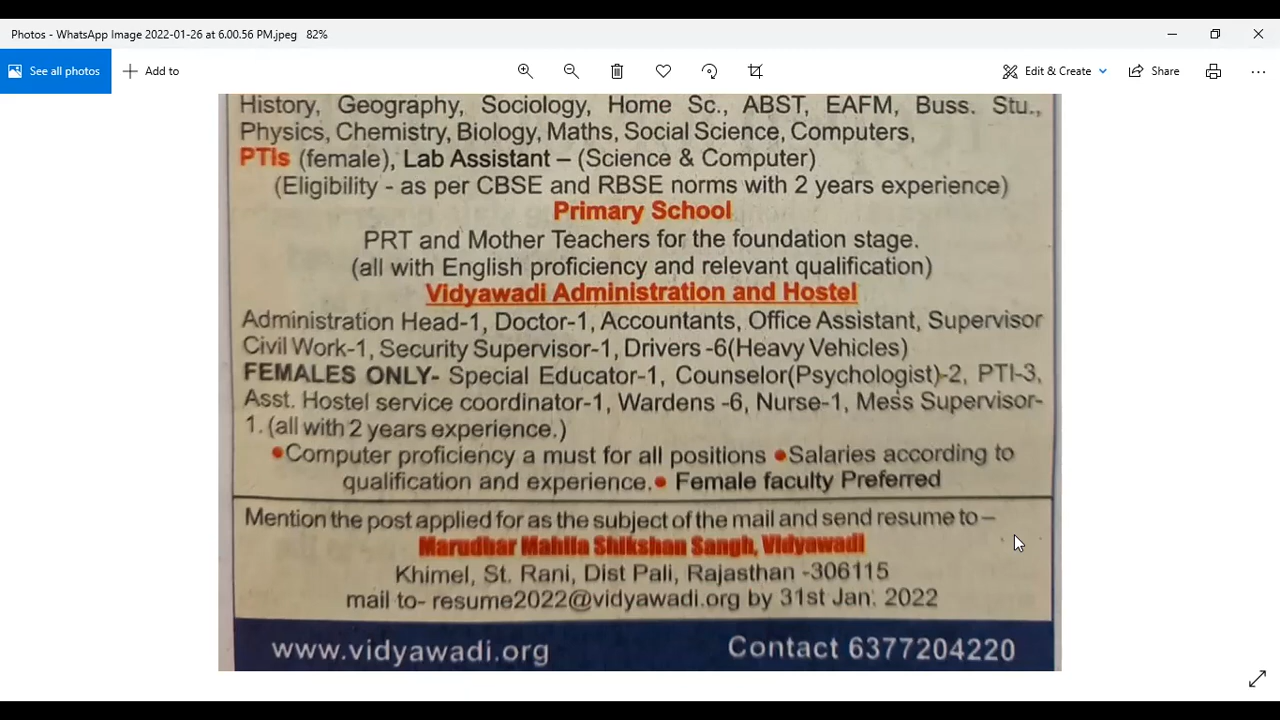 Photos - WhatsApp Image 2022-01-26 at 6.00.56 PM.jpeg 82%
See all photos
Add to
Edit & Create
Share
History, Geography, Sociology, Home Sc., ABST, EAFM, Buss. Stu.,
Physics, Chemistry, Biology, Maths, Social Science, Computers,
PTIs (female), Lab Assistant – (Science & Computer)
(Eligibility - as per CBSE and RBSE norms with 2 years experience)
Primary School
PRT and Mother Teachers for the foundation stage.
(all with English proficiency and relevant qualification)
Vidyawadi Administration and Hostel
Administration Head-1, Doctor-1, Accountants, Office Assistant, Supervisor
Civil Work-1, Security Supervisor-1, Drivers -6(Heavy Vehicles)
FEMALES ONLY- Special Educator-1, Counselor(Psychologist)-2, PTI-3,
Asst. Hostel service coordinator-1, Wardens -6, Nurse-1, Mess Supervisor-
1. (all with 2 years experience.)
•Computer proficiency a must for all positions •Salaries according to
qualification and experience.• Female faculty Preferred
Mention the post applied for as the subject of the mail and send resume to –
Marudhar Mahila Shikshan Sangh, Vidyawadi
Khimel, St. Rani, Dist Pali, Rajasthan -306115
mail to- resume2022@vidyawadi.org by 31st Jan. 2022
www.vidyawadi.org Contact 6377204220